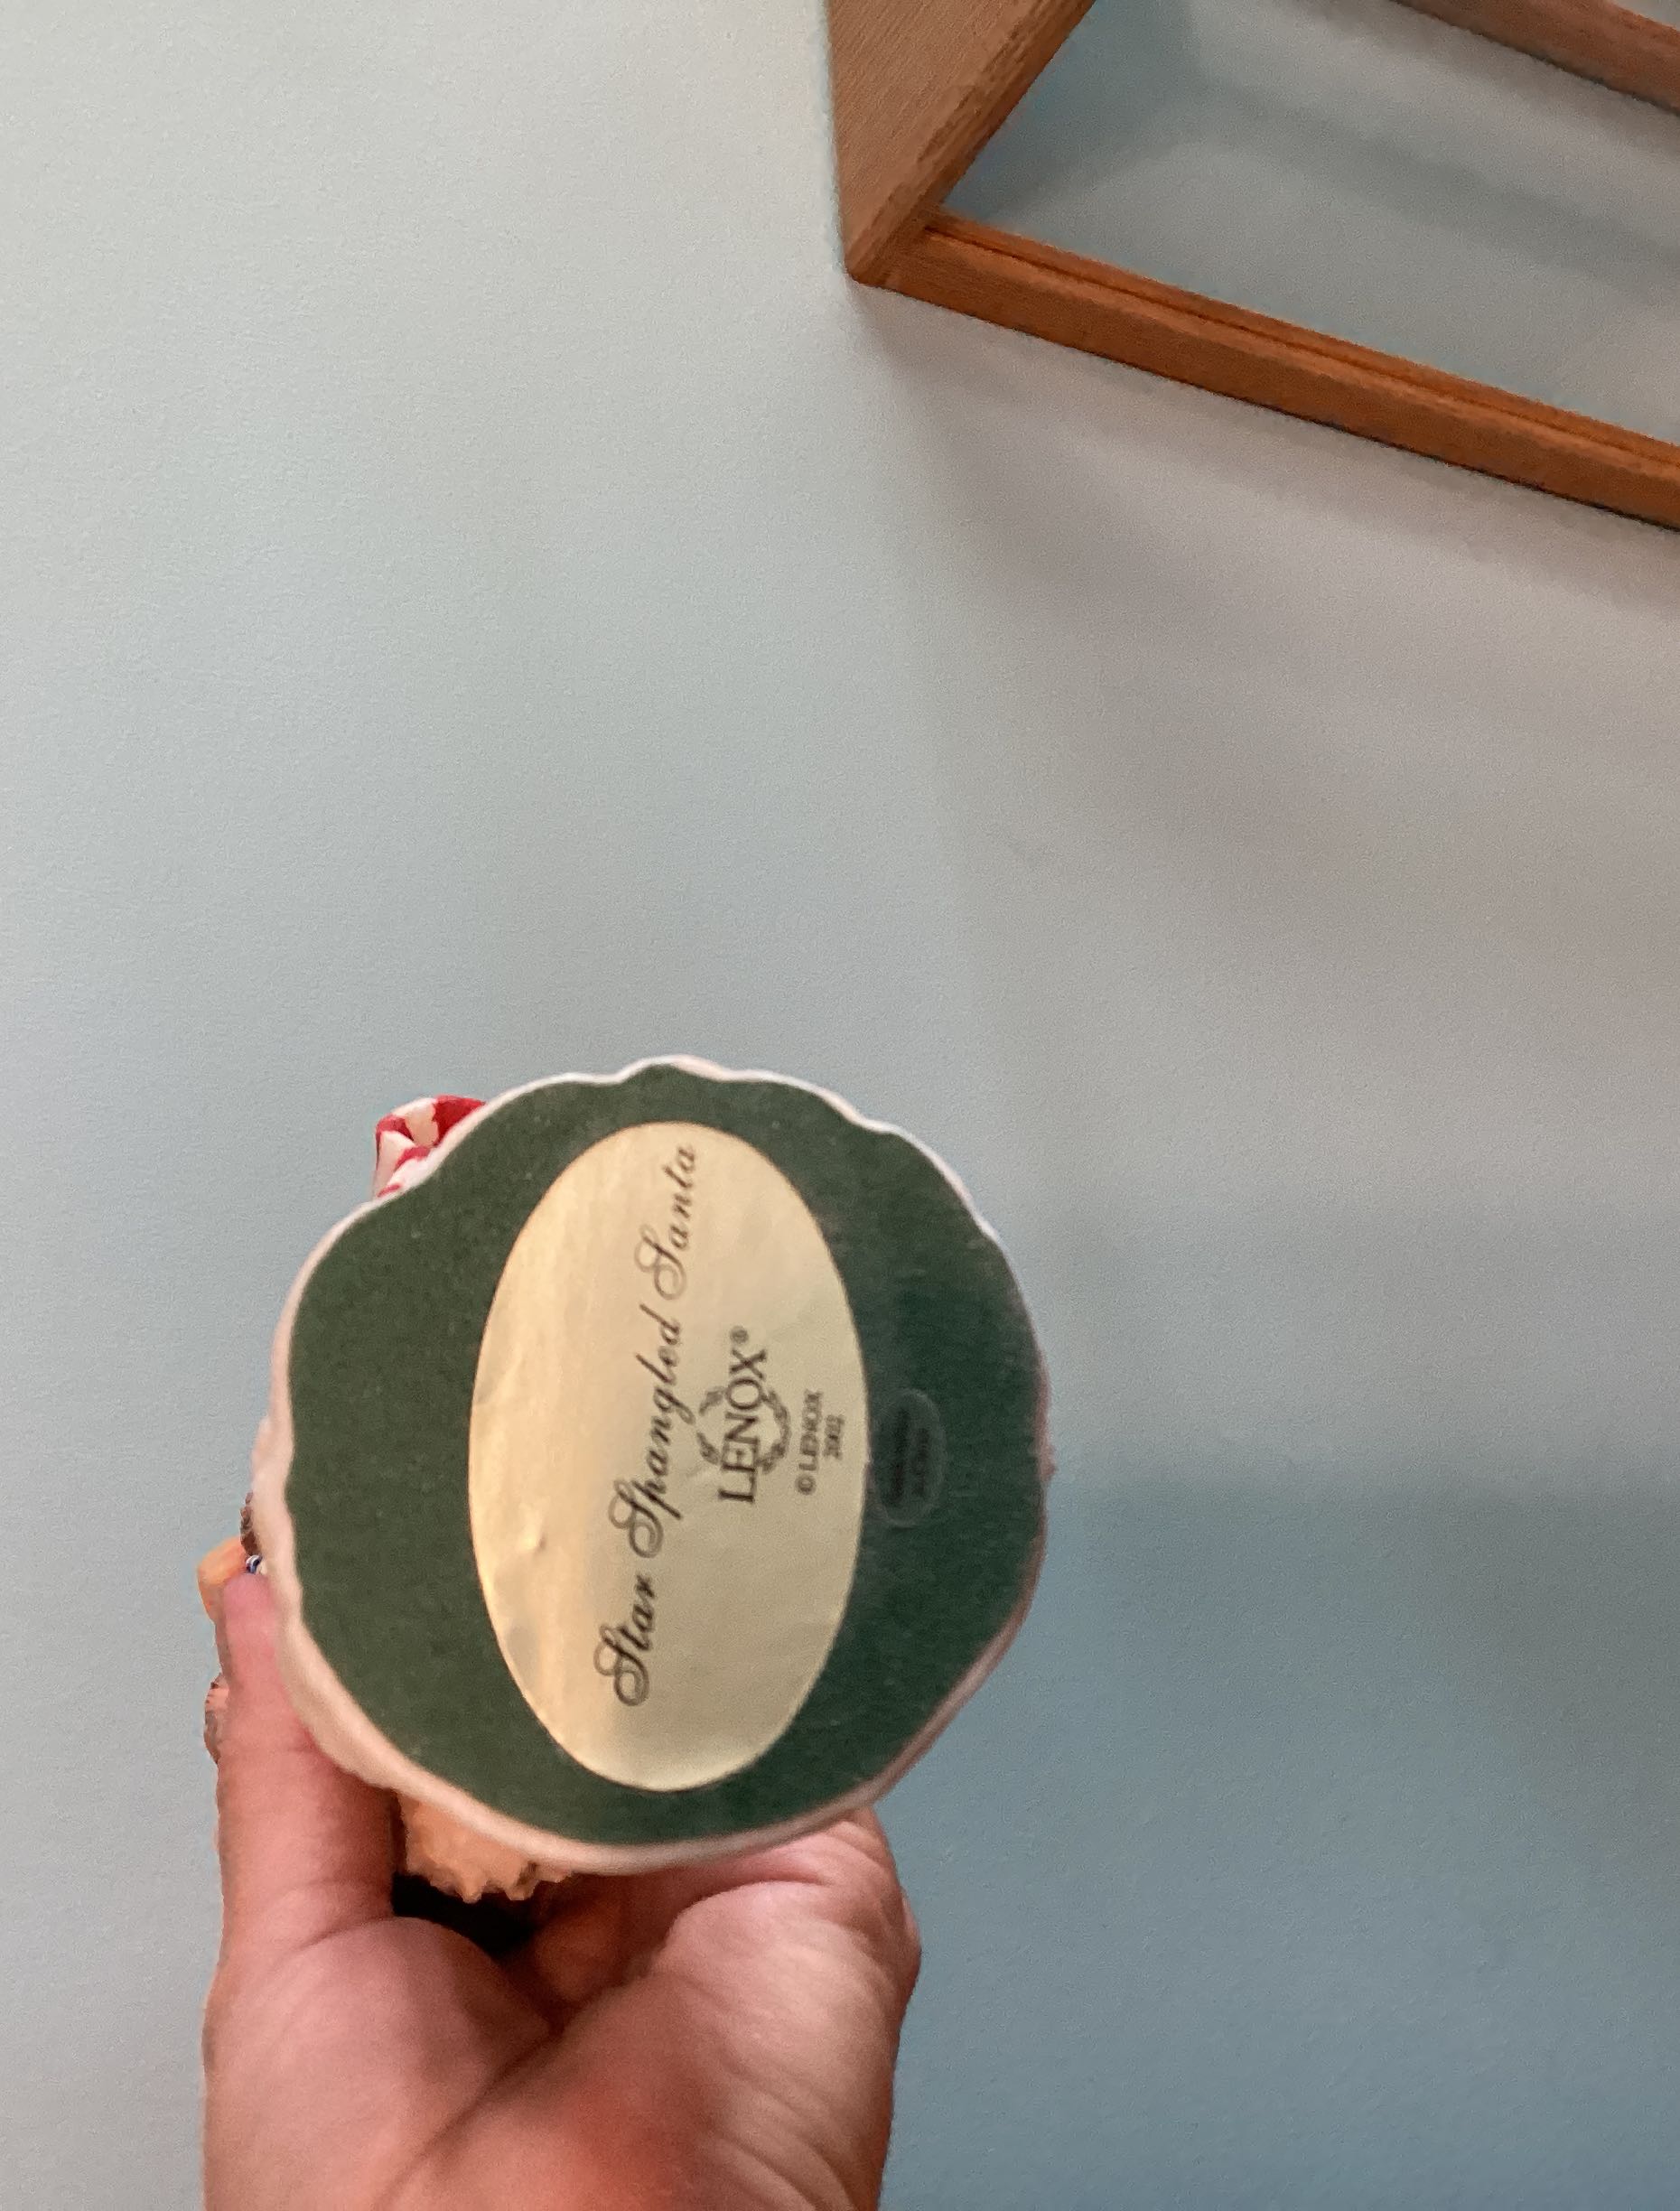 Star Spangled Santa
LENOX®
© LENOX
2002